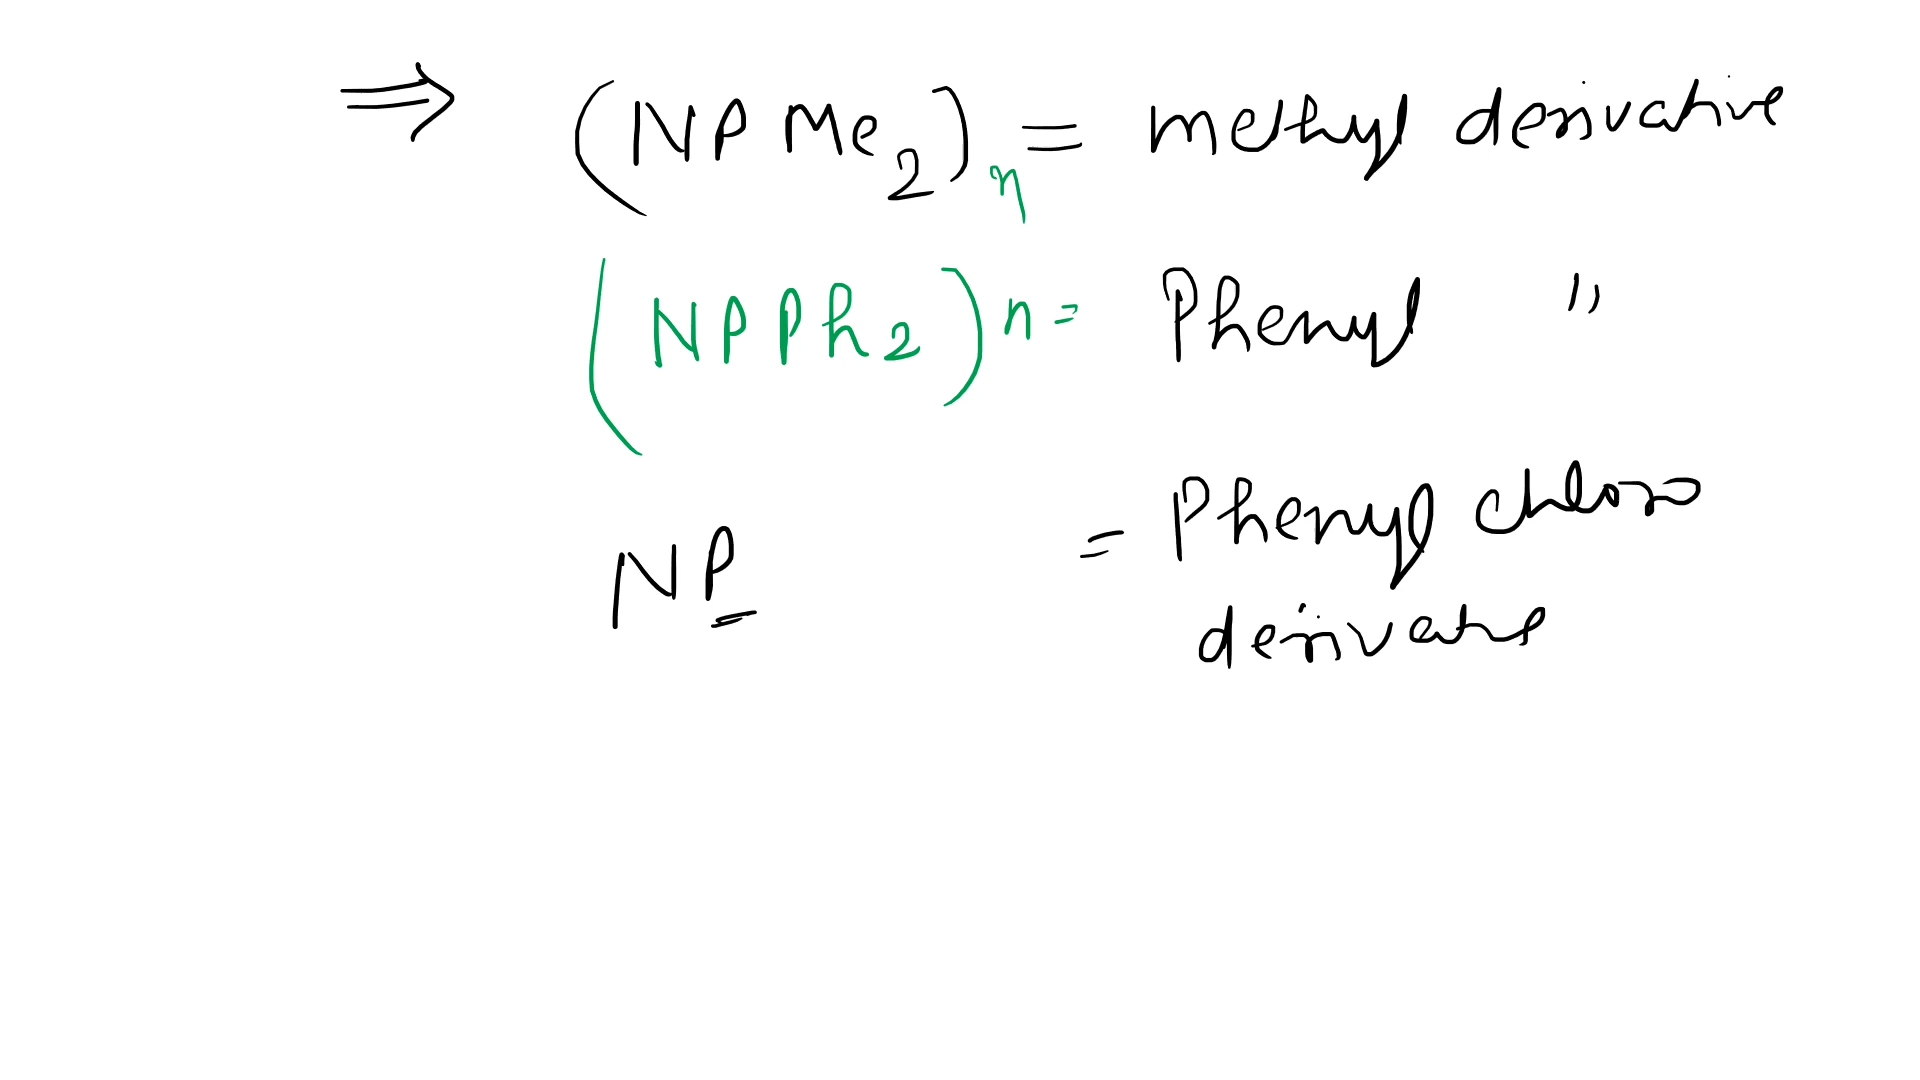 ⇒ (NPMe₂)ₙ = methyl derivative
(NPPh₂)n = Phenyl "
NP = Phenyl chloro
derivative